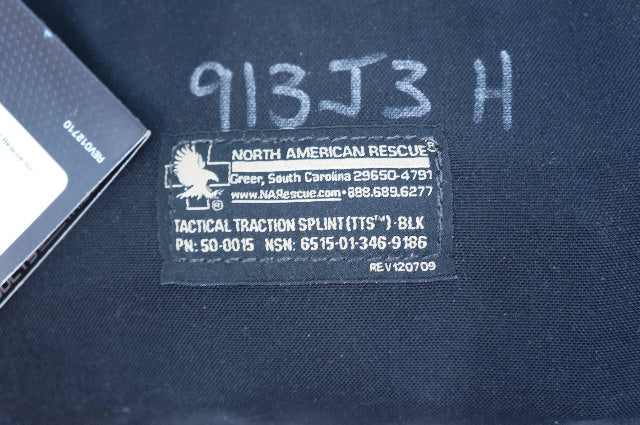 913J3 H
NORTH AMERICAN RESCUE®
Greer, South Carolina 29650-4791
www.NARescue.com • 888.689.6277
®
TACTICAL TRACTION SPLINT (TTS™) - BLK
PN: 50-0015 NSN: 6515-01-346-9186
REV120709
REV012710